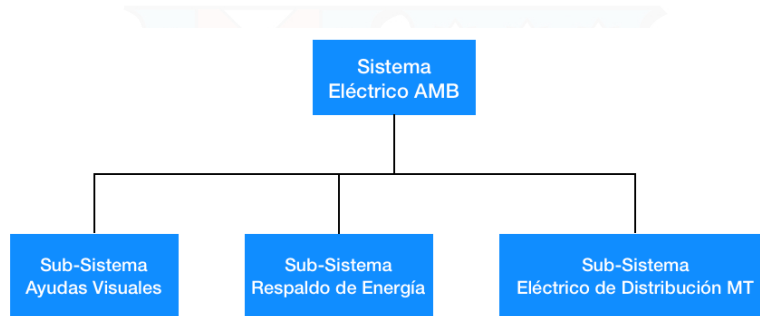 Sistema
Eléctrico AMB
Sub-Sistema
Ayudas Visuales
Sub-Sistema
Respaldo de Energía
Sub-Sistema
Eléctrico de Distribución MT